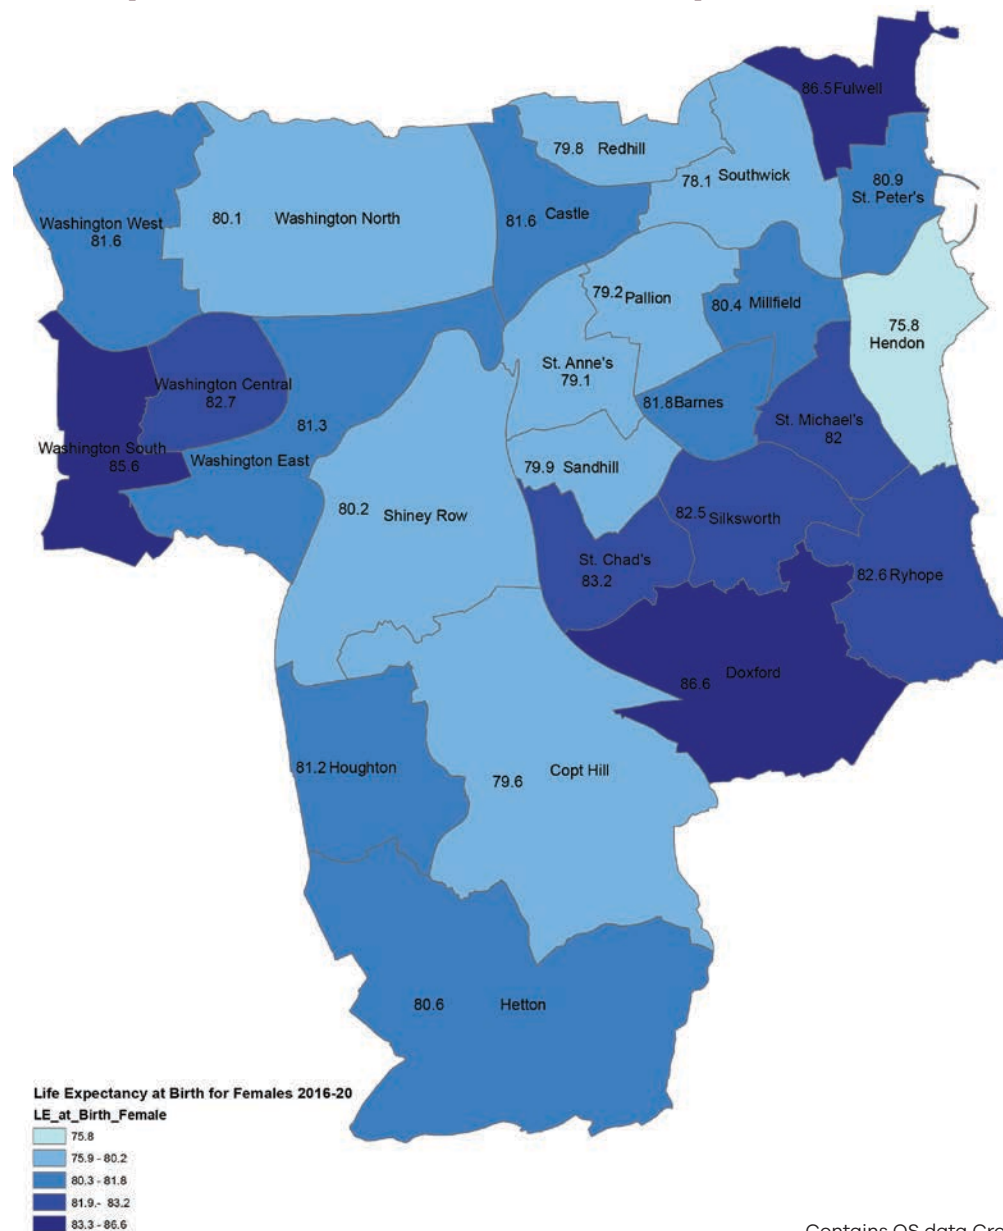 86.5 Fulwell
79.8 Redhill
78.1 Southwick
80.9
St. Peter's
Washington West
81.6
80.1 Washington North
81.6 Castle
79.2 Pallion
80.4 Millfield
75.8
Hendon
St. Anne's
79.1
Washington Central
82.7
81.8 Barnes
St. Michael's
82
81.3
Washington East
Washington South
85.6
79.9 Sandhill
80.2 Shiney Row
82.5 Silksworth
St. Chad's
83.2
82.6 Ryhope
86.6 Doxford
81.2 Houghton
79.6 Copt Hill
80.6 Hetton
Life Expectancy at Birth for Females 2016-20
LE_at_Birth_Female
75.8
75.9 - 80.2
80.3 - 81.8
81.9.- 83.2
83.3 - 86.6